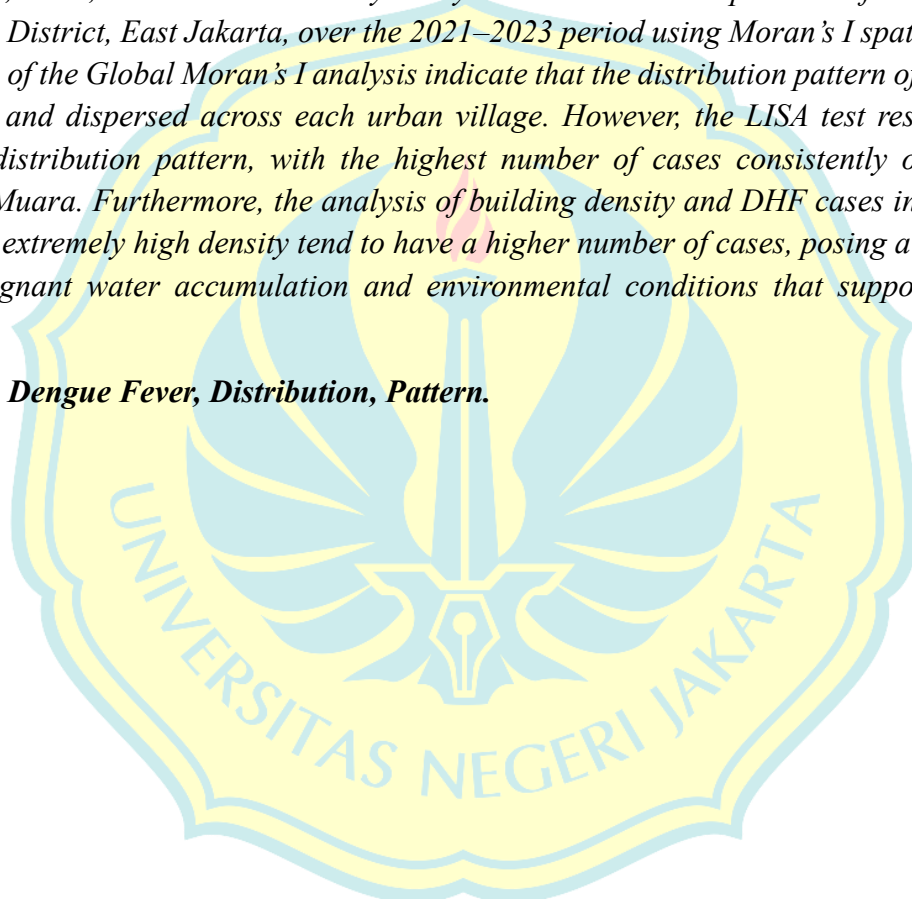 District, East Jakarta, over the 2021–2023 period using Moran's I spat
of the Global Moran's I analysis indicate that the distribution pattern of
and dispersed across each urban village. However, the LISA test res
distribution pattern, with the highest number of cases consistently o
Muara. Furthermore, the analysis of building density and DHF cases in
extremely high density tend to have a higher number of cases, posing a
gnant water accumulation and environmental conditions that suppo
Dengue Fever, Distribution, Pattern.
UNIVERSITAS NEGERI JAKARTA